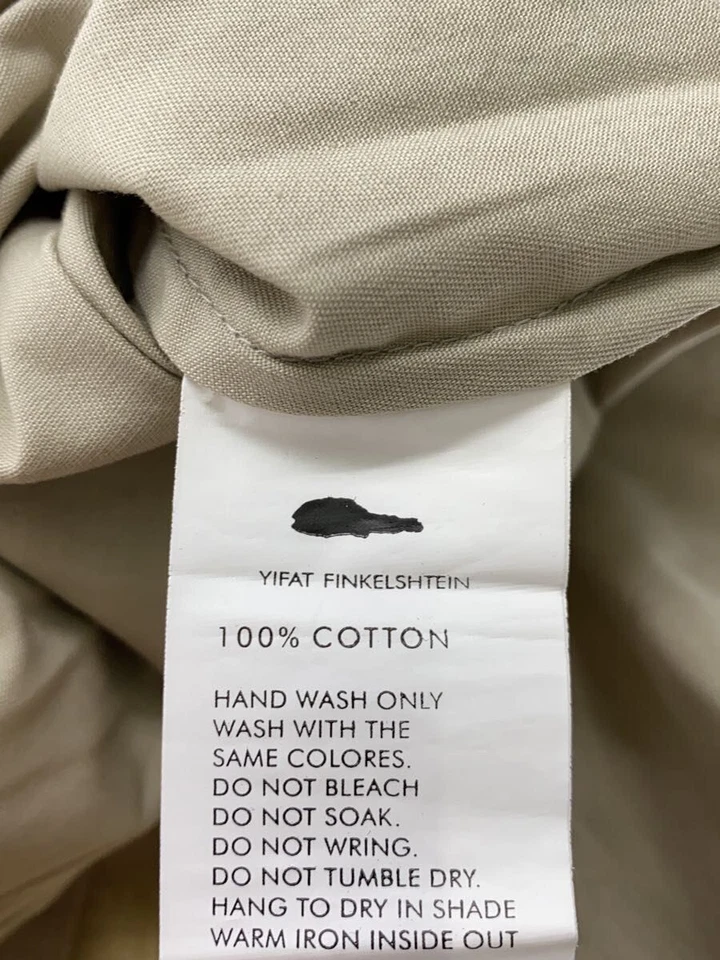 YIFAT FINKELSHTEIN
100% COTTON
HAND WASH ONLY
WASH WITH THE
SAME COLORES.
DO NOT BLEACH
DO NOT SOAK.
DO NOT WRING.
DO NOT TUMBLE DRY.
HANG TO DRY IN SHADE
WARM IRON INSIDE OUT